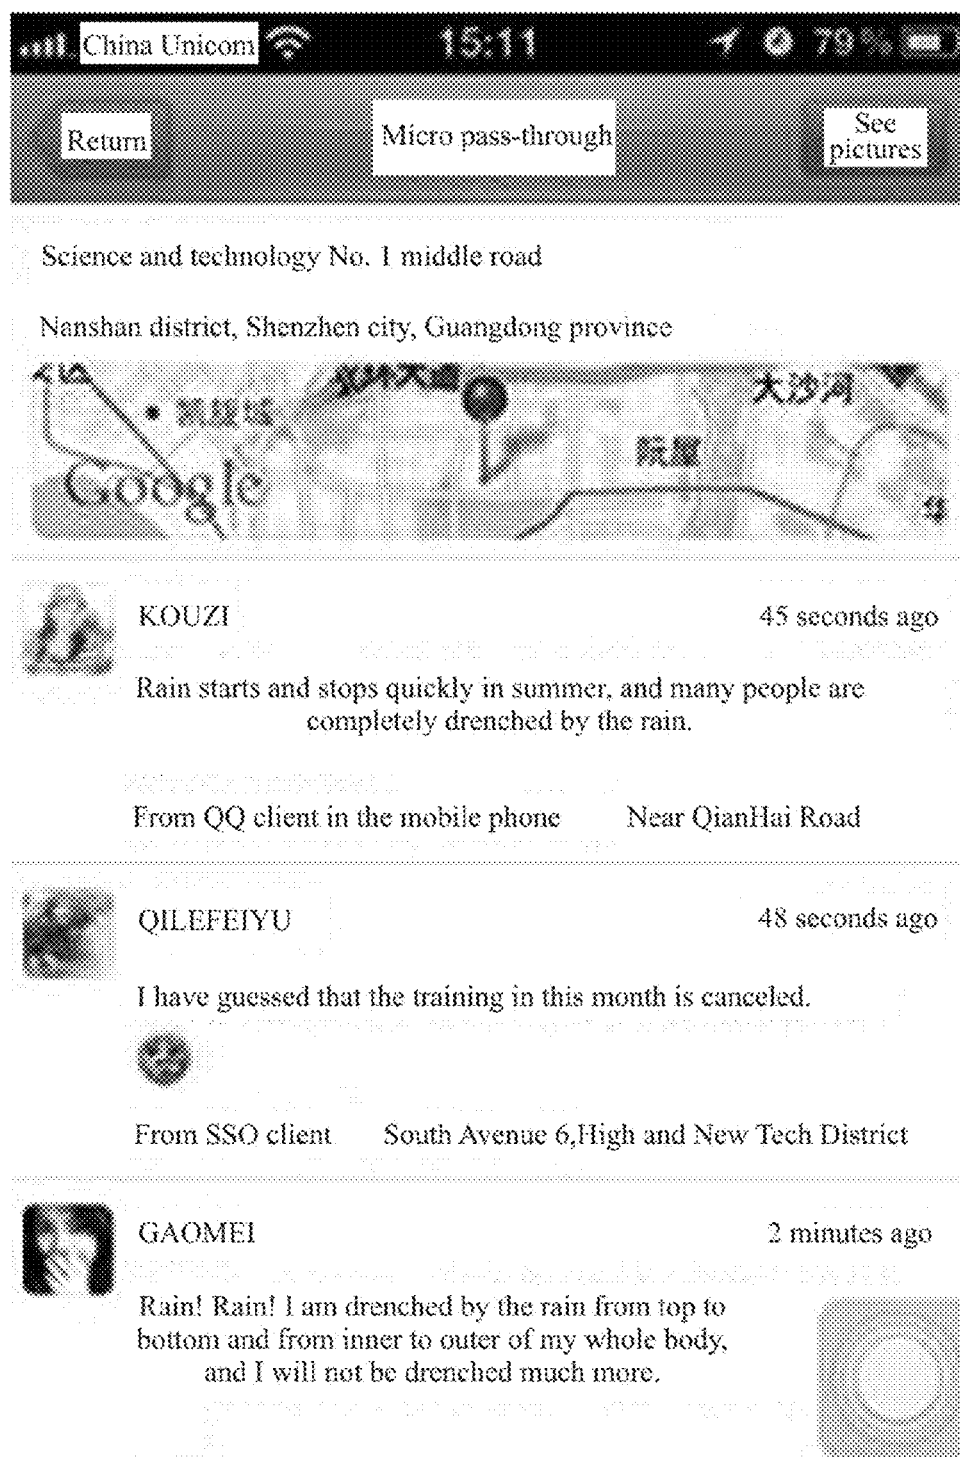 China Unicom 15:11 79%
Return Micro pass-through See pictures
Science and technology No. 1 middle road
Nanshan district, Shenzhen city, Guangdong province
大沙河
阮屋
Google
KOUZI 45 seconds ago
Rain starts and stops quickly in summer, and many people are
completely drenched by the rain.
From QQ client in the mobile phone Near QianHai Road
QILEFEIYU 48 seconds ago
I have guessed that the training in this month is canceled.
From SSO client South Avenue 6,High and New Tech District
GAOMEI 2 minutes ago
Rain! Rain! I am drenched by the rain from top to
bottom and from inner to outer of my whole body,
and I will not be drenched much more.